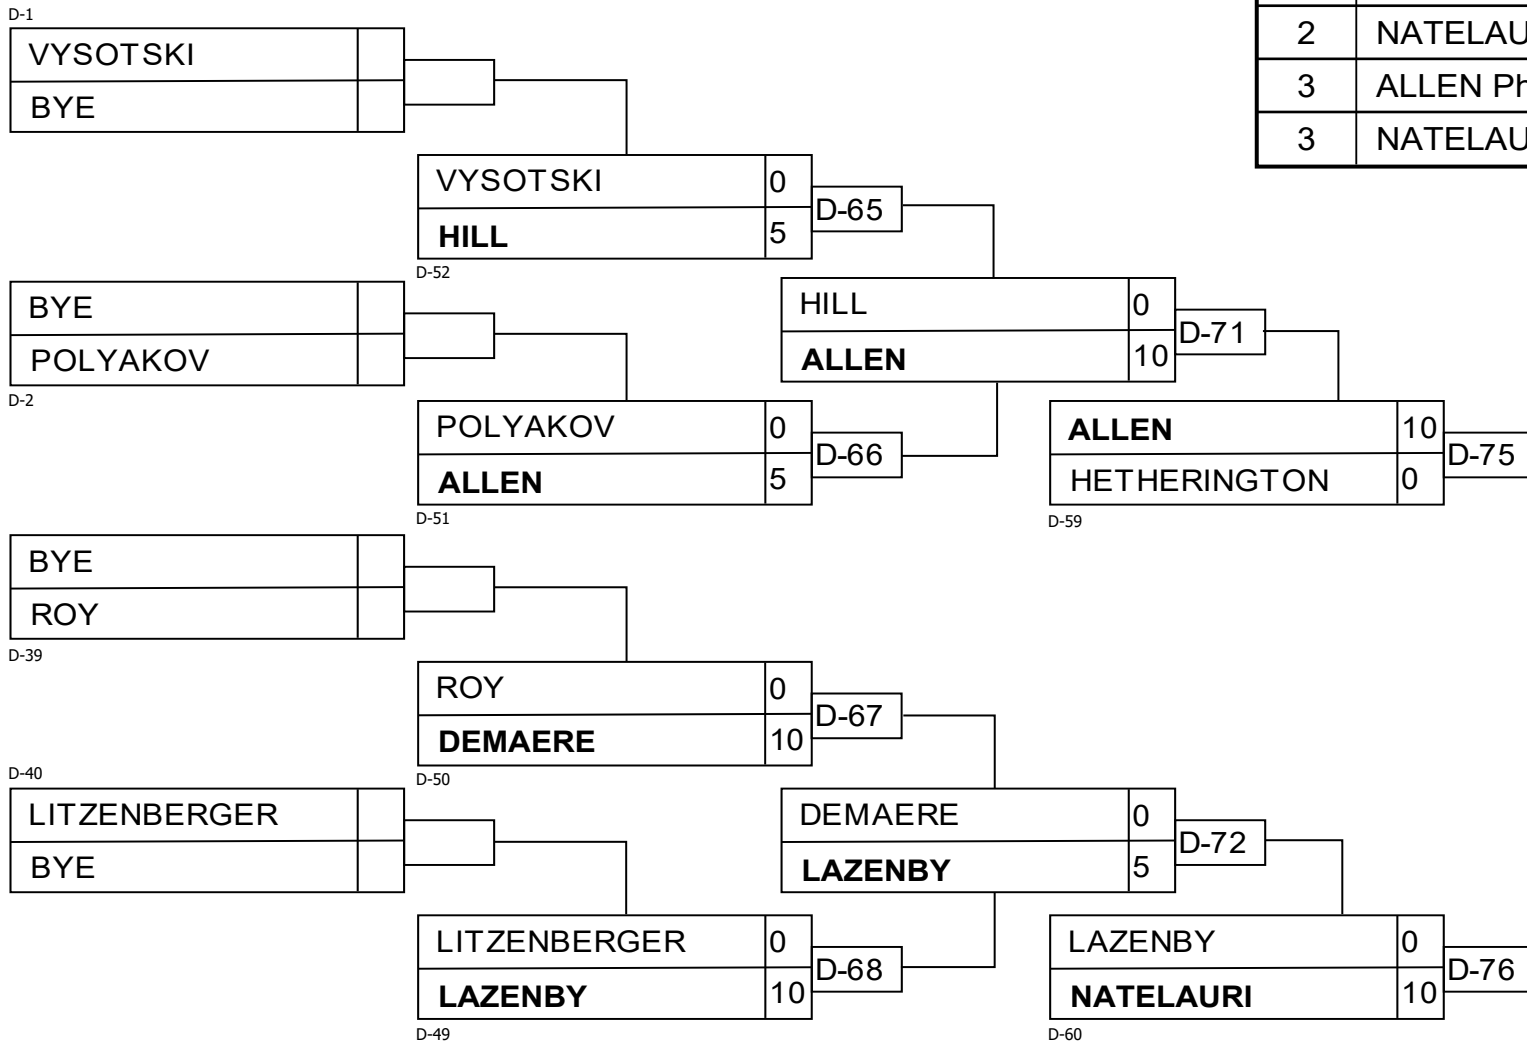 D-1
VYSOTSKI
BYE
2 NATELAU
3 ALLEN Ph
3 NATELAU
VYSOTSKI 0
HILL 5
D-65
D-52
BYE
POLYAKOV
D-2
HILL 0
ALLEN 10
D-71
POLYAKOV 0
ALLEN 5
D-66
D-51
ALLEN 10
HETHERINGTON 0
D-75
D-59
BYE
ROY
D-39
ROY 0
DEMAERE 10
D-67
D-50
D-40
LITZENBERGER
BYE
DEMAERE 0
LAZENBY 5
D-72
LITZENBERGER 0
LAZENBY 10
D-68
D-49
LAZENBY 0
NATELAURI 10
D-76
D-60